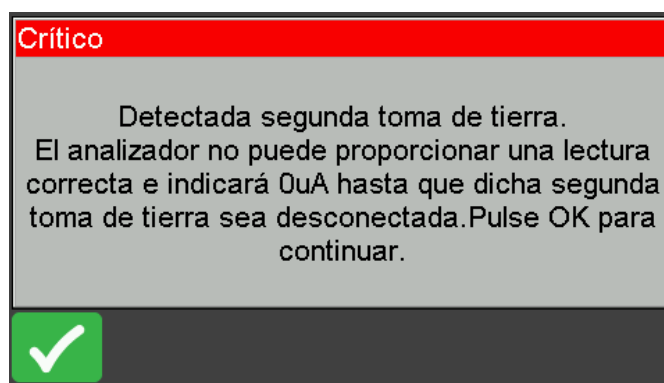 Crítico
Detectada segunda toma de tierra.
El analizador no puede proporcionar una lectura
correcta e indicará 0uA hasta que dicha segunda
toma de tierra sea desconectada.Pulse OK para
continuar.